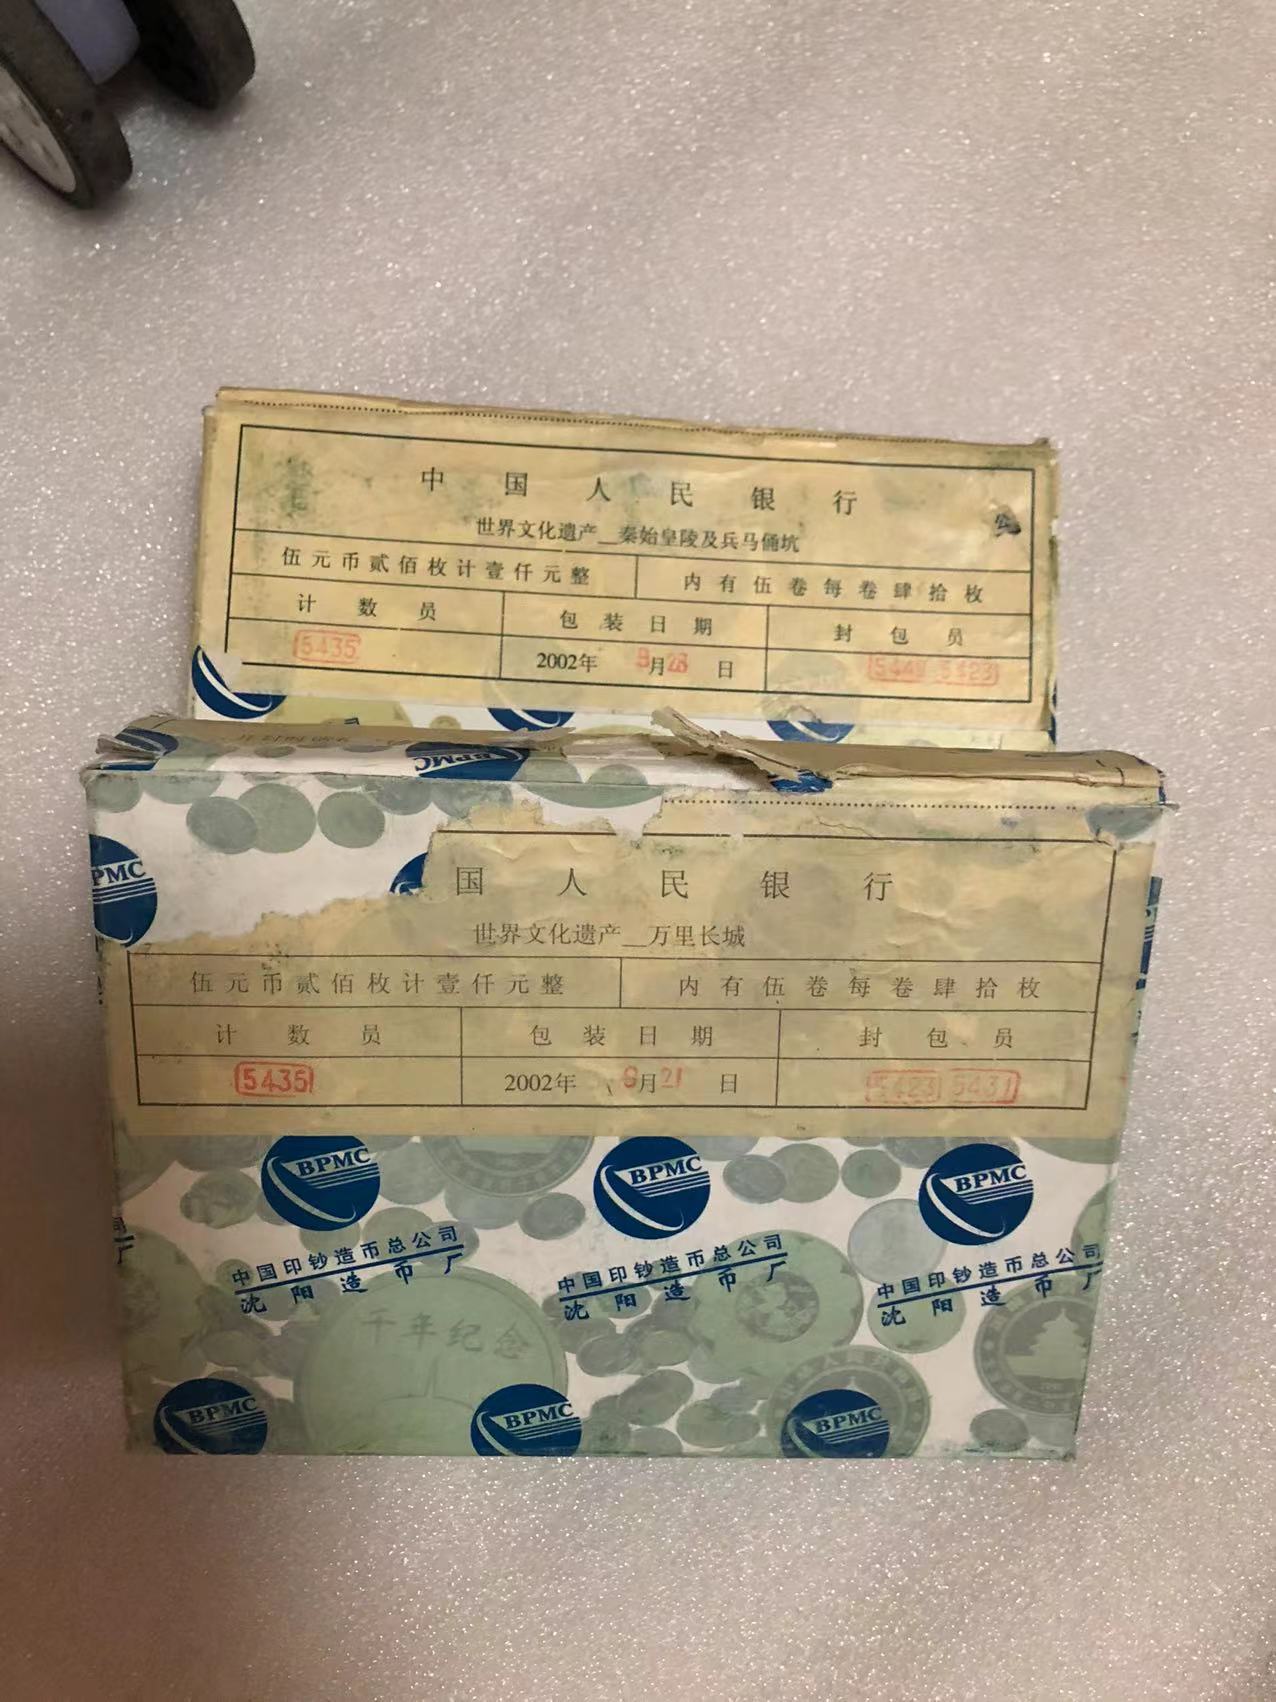 中国人民银行
世界文化遗产__秦始皇陵及兵马俑坑
伍元币贰佰枚计壹仟元整 内有伍卷每卷肆拾枚
计数员 包装日期 封包员
5435 2002年 月28日 5423
BPMC
PMC
国人民银行
世界文化遗产__万里长城
伍元币贰佰枚计壹仟元整 内有伍卷每卷肆拾枚
计数员 包装日期 封包员
5435 2002年 月21日 5423 5431
BPMC BPMC BPMC
中国印钞造币总公司 中国印钞造币总公司 中国印钞造币总公司
沈阳造币厂 沈阳造币厂 沈阳造币厂
千年纪念
BPMC BPMC BPMC